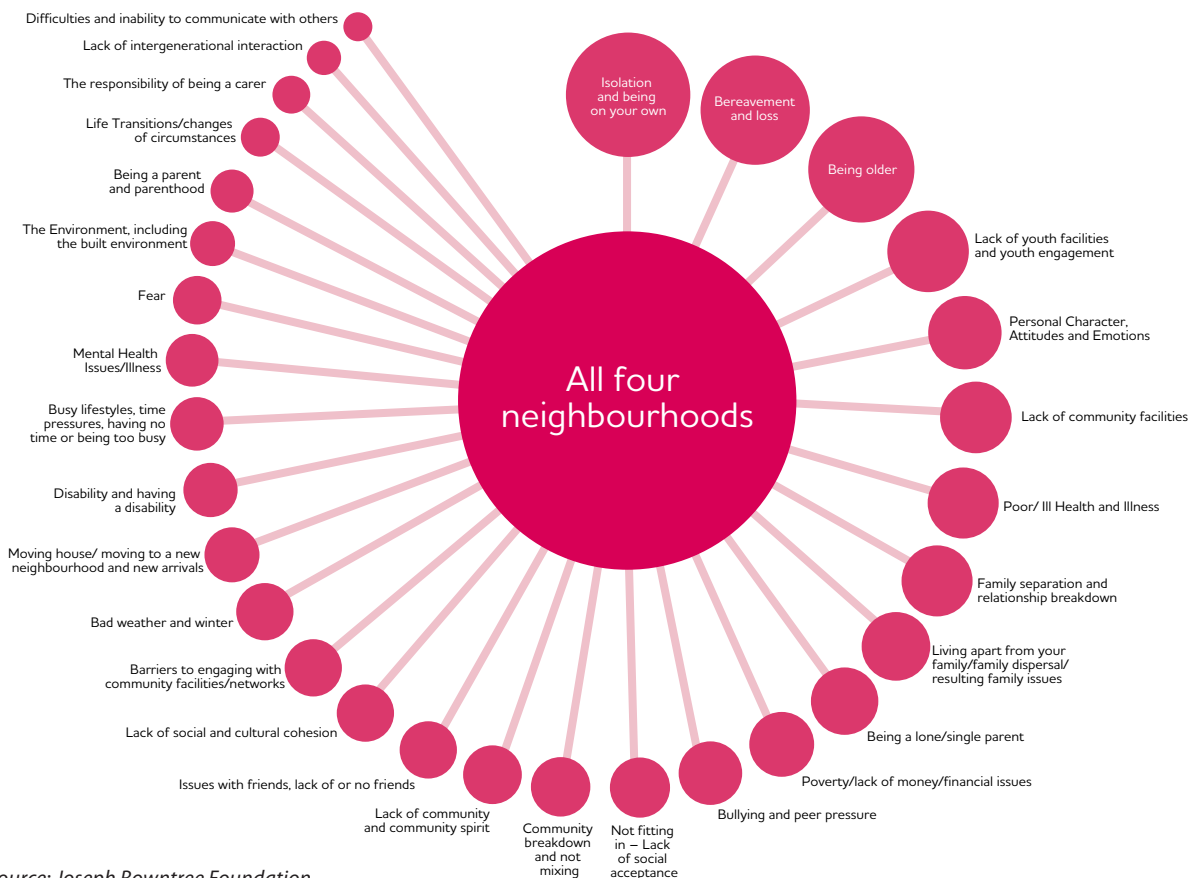 Difficulties and inability to communicate with others
Lack of intergenerational interaction
The responsibility of being a carer
Life Transitions/changes
of circumstances
Being a parent
and parenthood
The Environment, including
the built environment
Fear
Mental Health
Issues/Illness
Busy lifestyles, time
pressures, having no
time or being too busy
Disability and having
a disability
Moving house/ moving to a new
neighbourhood and new arrivals
Bad weather and winter
Barriers to engaging with
community facilities/networks
Lack of social and cultural cohesion
Issues with friends, lack of or no friends
Lack of community
and community spirit
Community
breakdown
and not
mixing
Not fitting
in – Lack
of social
acceptance
Bullying and peer pressure
Poverty/lack of money/financial issues
Being a lone/single parent
Living apart from your
family/family dispersal/
resulting family issues
Family separation and
relationship breakdown
Poor/ Ill Health and Illness
Lack of community facilities
Personal Character,
Attitudes and Emotions
Lack of youth facilities
and youth engagement
Being older
Bereavement
and loss
Isolation
and being
on your own
All four
neighbourhoods
ource: Joseph Rowntree Foundation